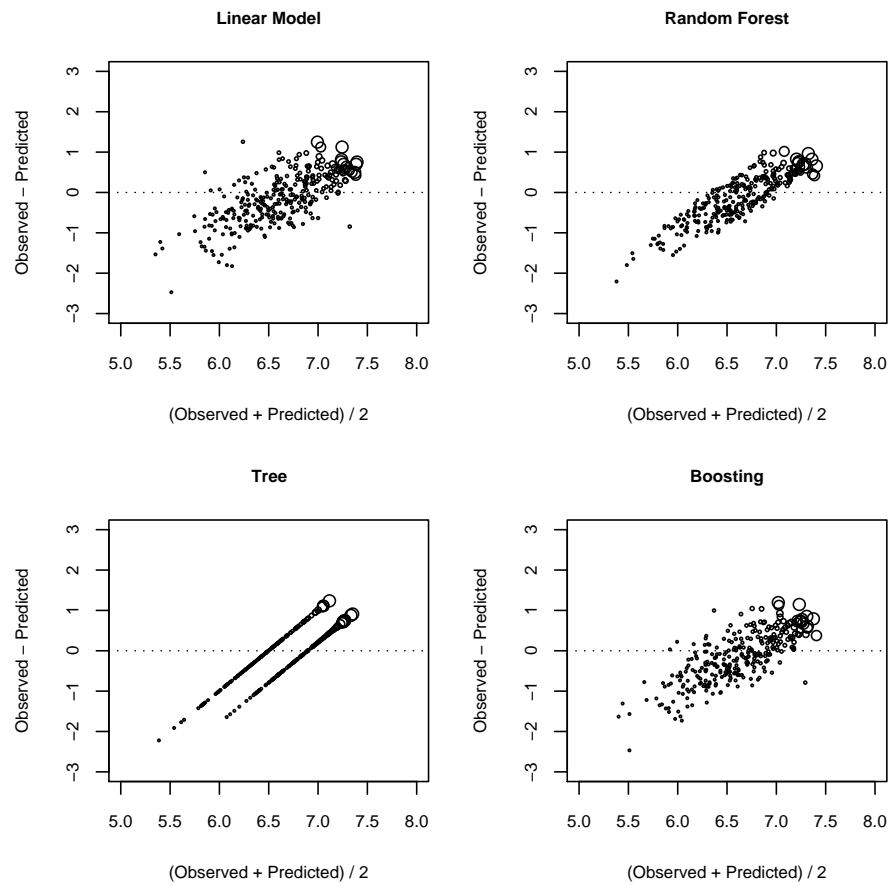 Linear Model
Observed − Predicted
3
2
1
0
−1
−2
−3
5.0 5.5 6.0 6.5 7.0 7.5 8.0
(Observed + Predicted) / 2
Random Forest
Observed − Predicted
3
2
1
0
−1
−2
−3
5.0 5.5 6.0 6.5 7.0 7.5 8.0
(Observed + Predicted) / 2
Tree
Observed − Predicted
3
2
1
0
−1
−2
−3
5.0 5.5 6.0 6.5 7.0 7.5 8.0
(Observed + Predicted) / 2
Boosting
Observed − Predicted
3
2
1
0
−1
−2
−3
5.0 5.5 6.0 6.5 7.0 7.5 8.0
(Observed + Predicted) / 2